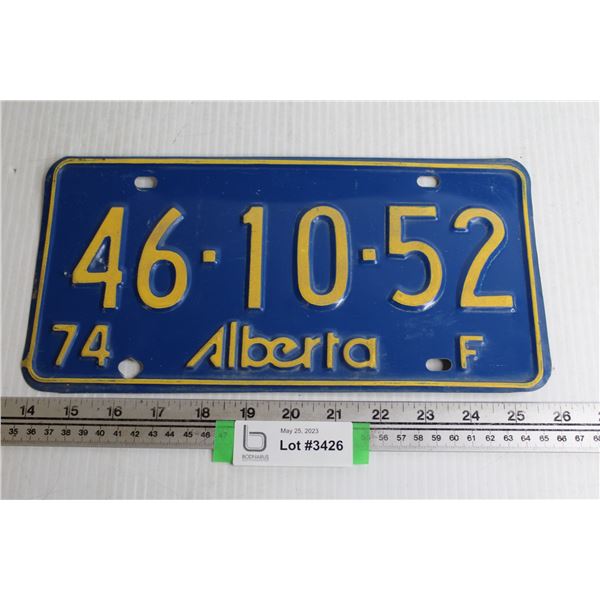 46·10·52
74 Alberta F
14 15 16 17 18 19 20 21 22 23 24 25 26
35 36 37 38 39 40 41 42 43 44 45 46 47 55 56 57 58 59 60 61 62 63 64 65 66 67 68
May 25, 2023
Lot #3426
BODNARUS